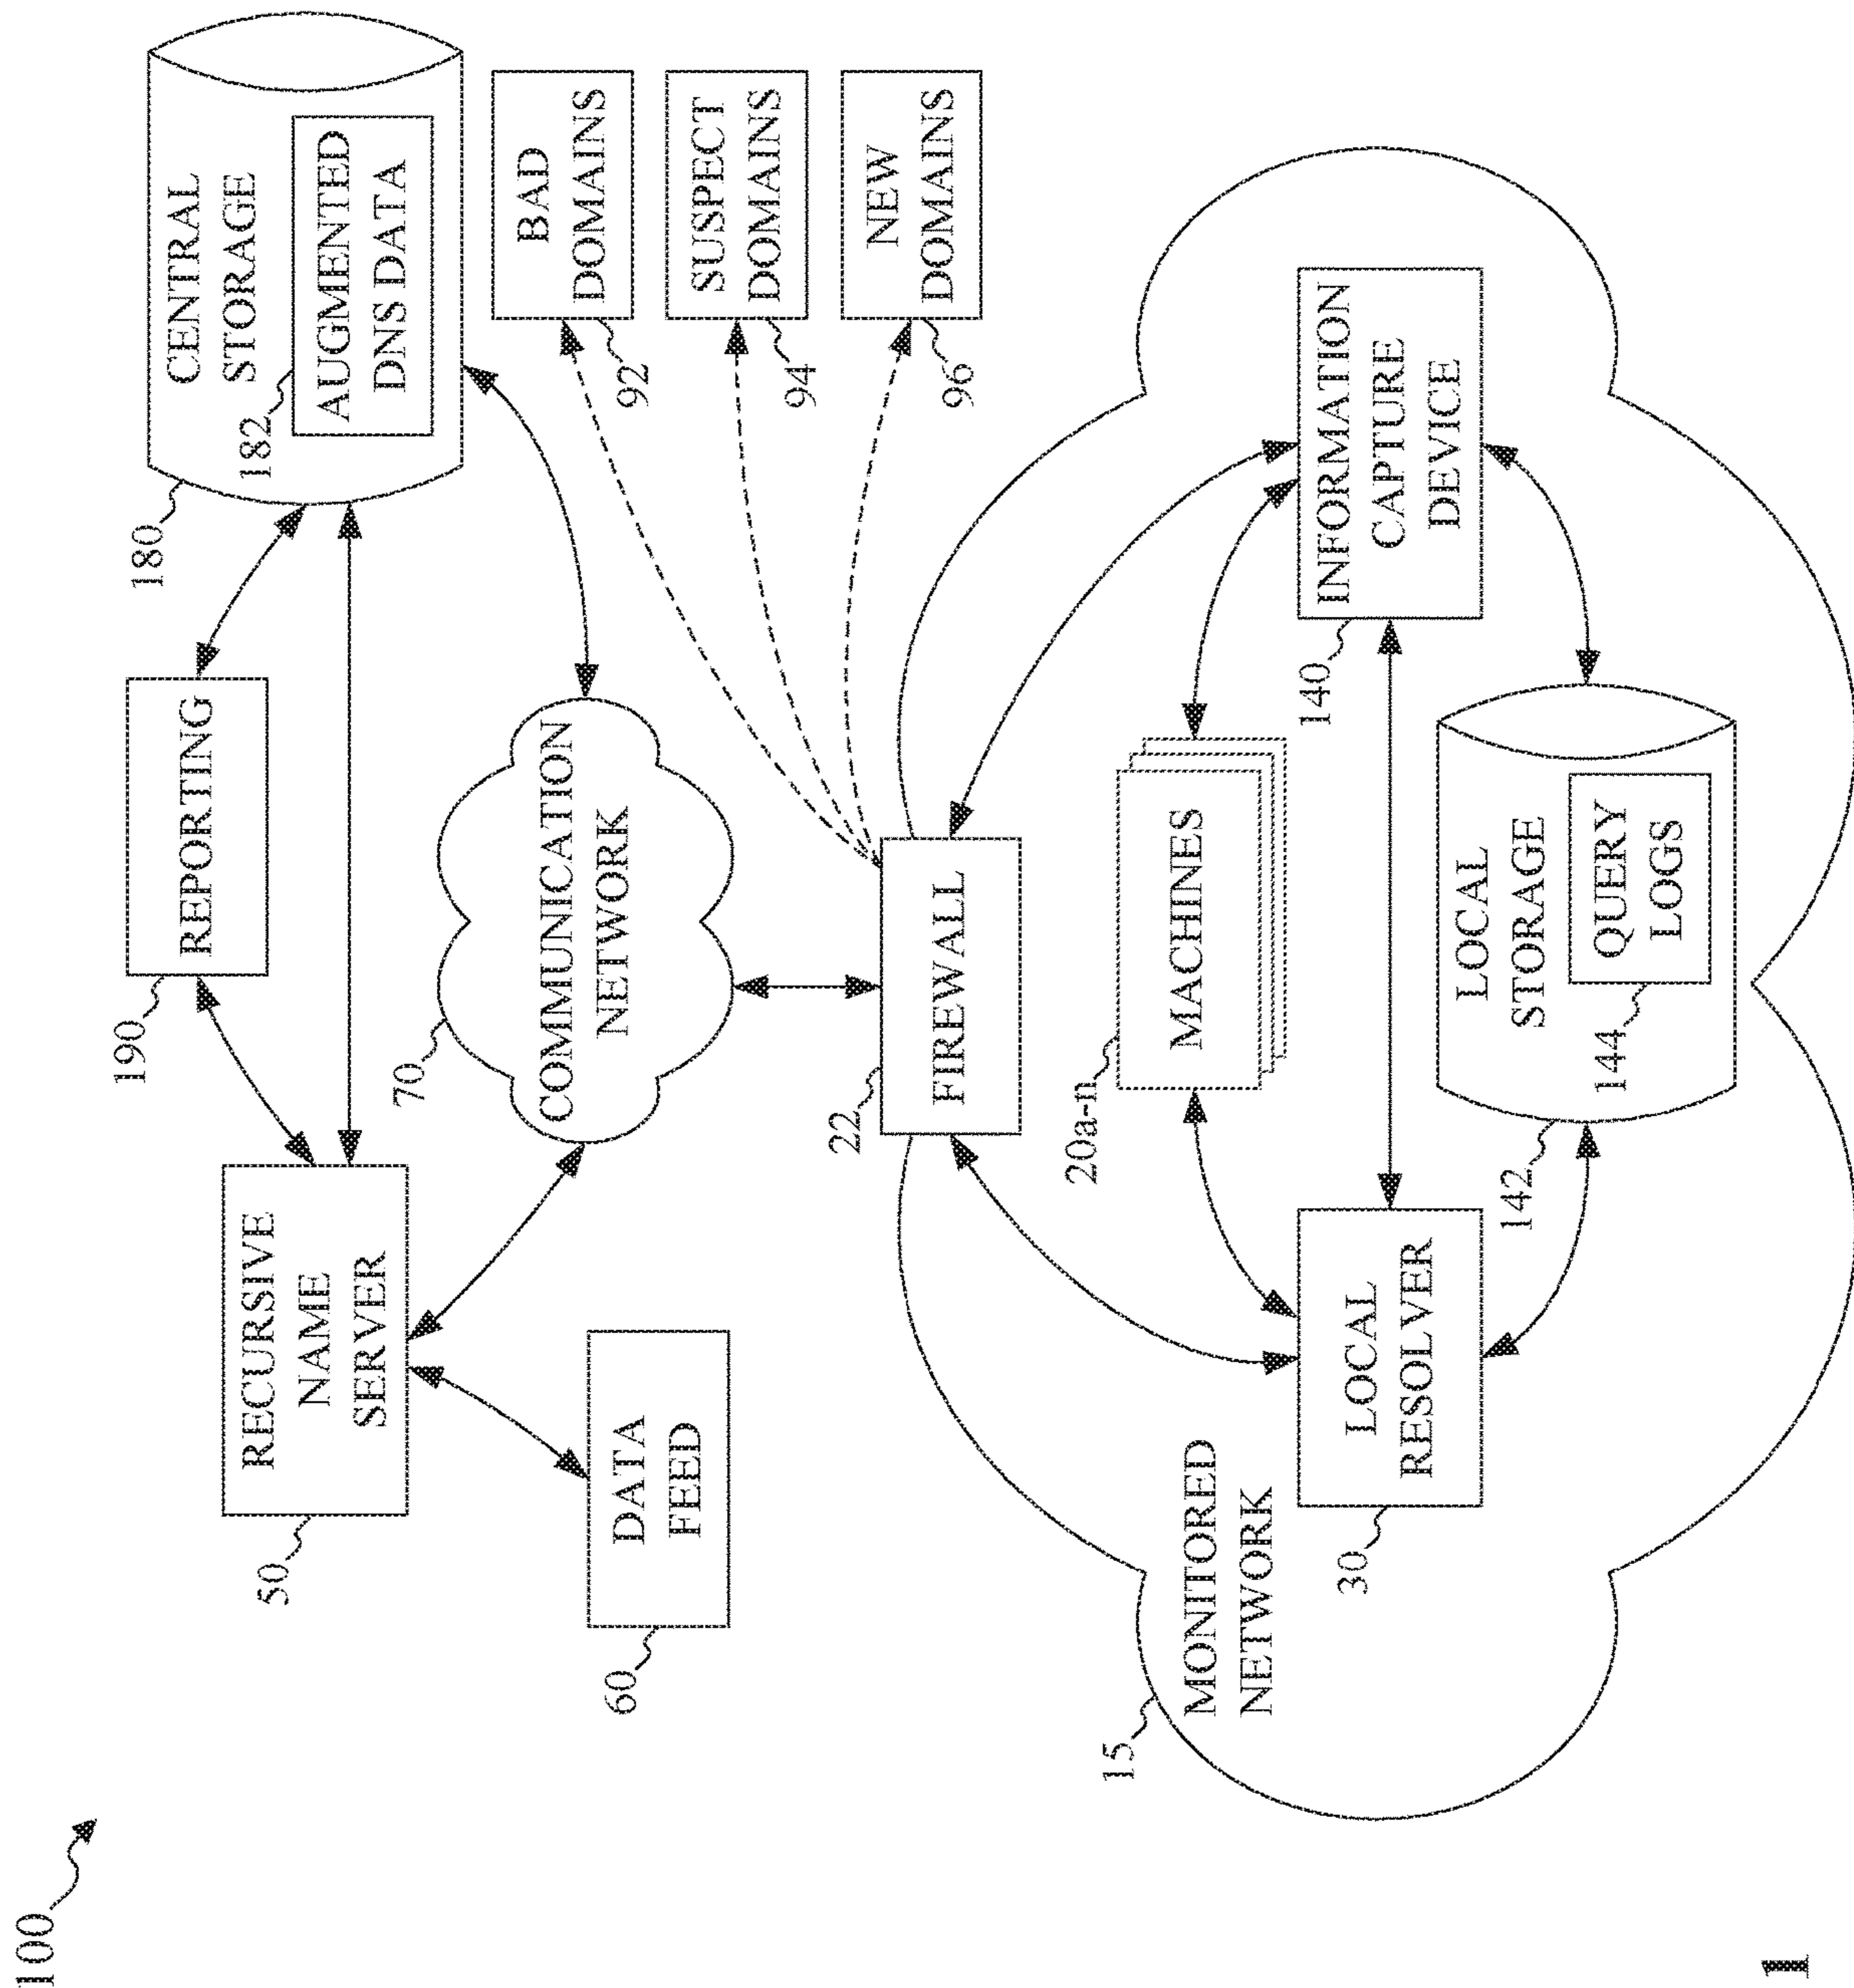 100
RECURSIVE
NAME
SERVER
50
190
REPORTING
180
CENTRAL
STORAGE
182
AUGMENTED
DNS DATA
DATA
FEED
60
70
COMMUNICATION
NETWORK
BAD
DOMAINS
92
SUSPECT
DOMAINS
94
NEW
DOMAINS
96
22
FIREWALL
15
MONITORED
NETWORK
20a-n
MACHINES
LOCAL
RESOLVER
30
140
INFORMATION
CAPTURE
DEVICE
142
LOCAL
STORAGE
144
QUERY
LOGS
1